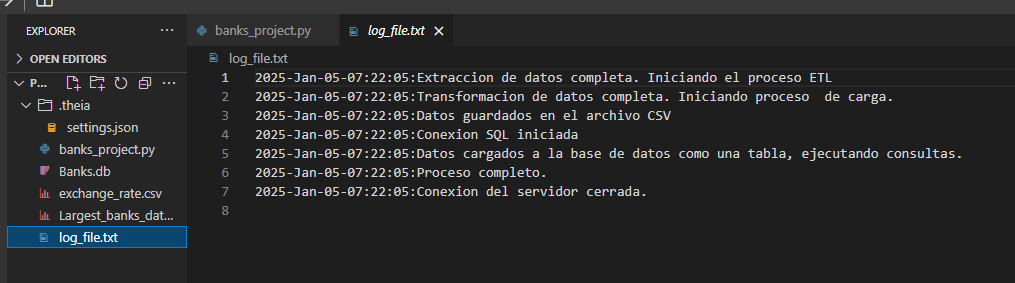 EXPLORER
···
banks_project.py
log_file.txt
OPEN EDITORS
P...
···
log_file.txt
.theia
settings.json
banks_project.py
Banks.db
exchange_rate.csv
Largest_banks_dat...
log_file.txt
1 2025-Jan-05-07:22:05:Extraccion de datos completa. Iniciando el proceso ETL
2 2025-Jan-05-07:22:05:Transformacion de datos completa. Iniciando proceso  de carga.
3 2025-Jan-05-07:22:05:Datos guardados en el archivo CSV
4 2025-Jan-05-07:22:05:Conexion SQL iniciada
5 2025-Jan-05-07:22:05:Datos cargados a la base de datos como una tabla, ejecutando consultas.
6 2025-Jan-05-07:22:05:Proceso completo.
7 2025-Jan-05-07:22:05:Conexion del servidor cerrada.
8